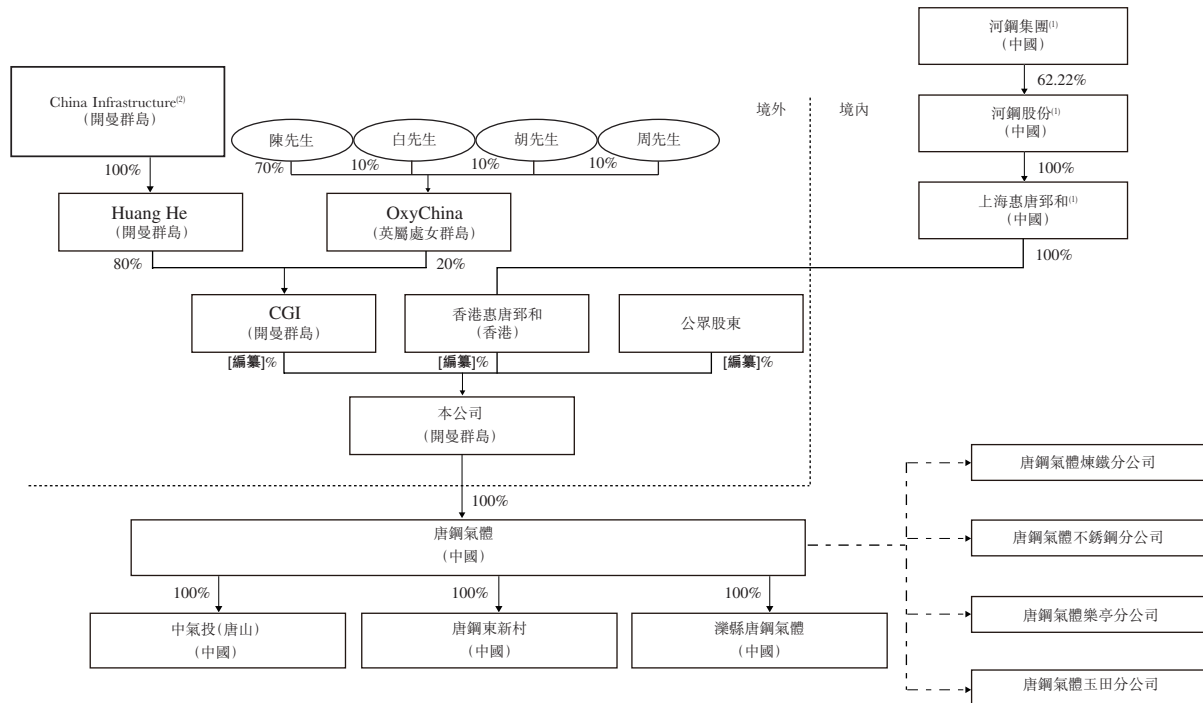 河鋼集團(1)
(中國)
62.22%
China Infrastructure(2)
(開曼群島)
境外
境內
河鋼股份(1)
(中國)
陳先生
白先生
胡先生
周先生
100%
70%
10%
10%
10%
100%
Huang He
(開曼群島)
OxyChina
(英屬處女群島)
上海惠唐郅和(1)
(中國)
80%
20%
100%
CGI
(開曼群島)
香港惠唐郅和
(香港)
公眾股東
[編纂]%
[編纂]%
[編纂]%
本公司
(開曼群島)
100%
唐鋼氣體
(中國)
唐鋼氣體煉鐵分公司
唐鋼氣體不銹鋼分公司
唐鋼氣體樂亭分公司
唐鋼氣體玉田分公司
100%
100%
100%
中氣投(唐山)
(中國)
唐鋼東新村
(中國)
灤縣唐鋼氣體
(中國)